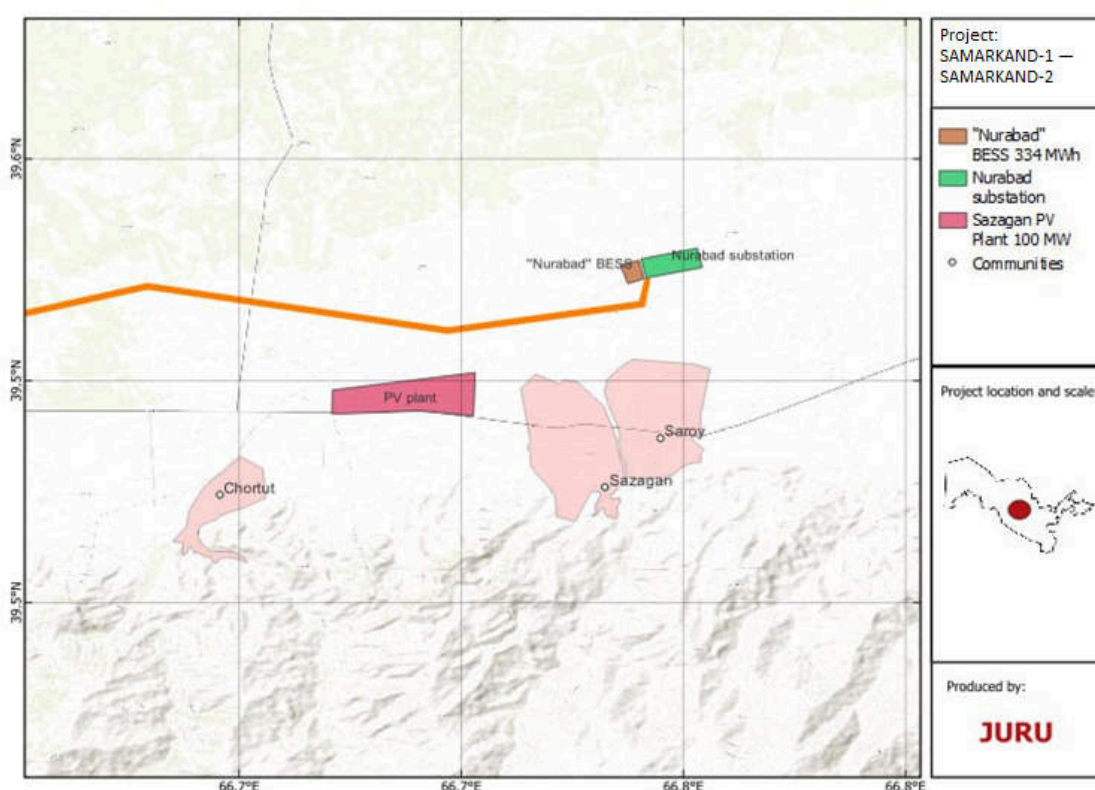 Project:
SAMARKAND-1 —
SAMARKAND-2
"Nurabad"
BESS 334 MWh
Nurabad
substation
Sazagan PV
Plant 100 MW
Communities
Project location and scale
Produced by:
JURU
39.6°N
39.5°N
39.5°N
"Nurabad" BESS
Nurabad substation
PV plant
Saroy
Sazagan
Chortut
66.7°E
66.7°E
66.8°E
66.8°E